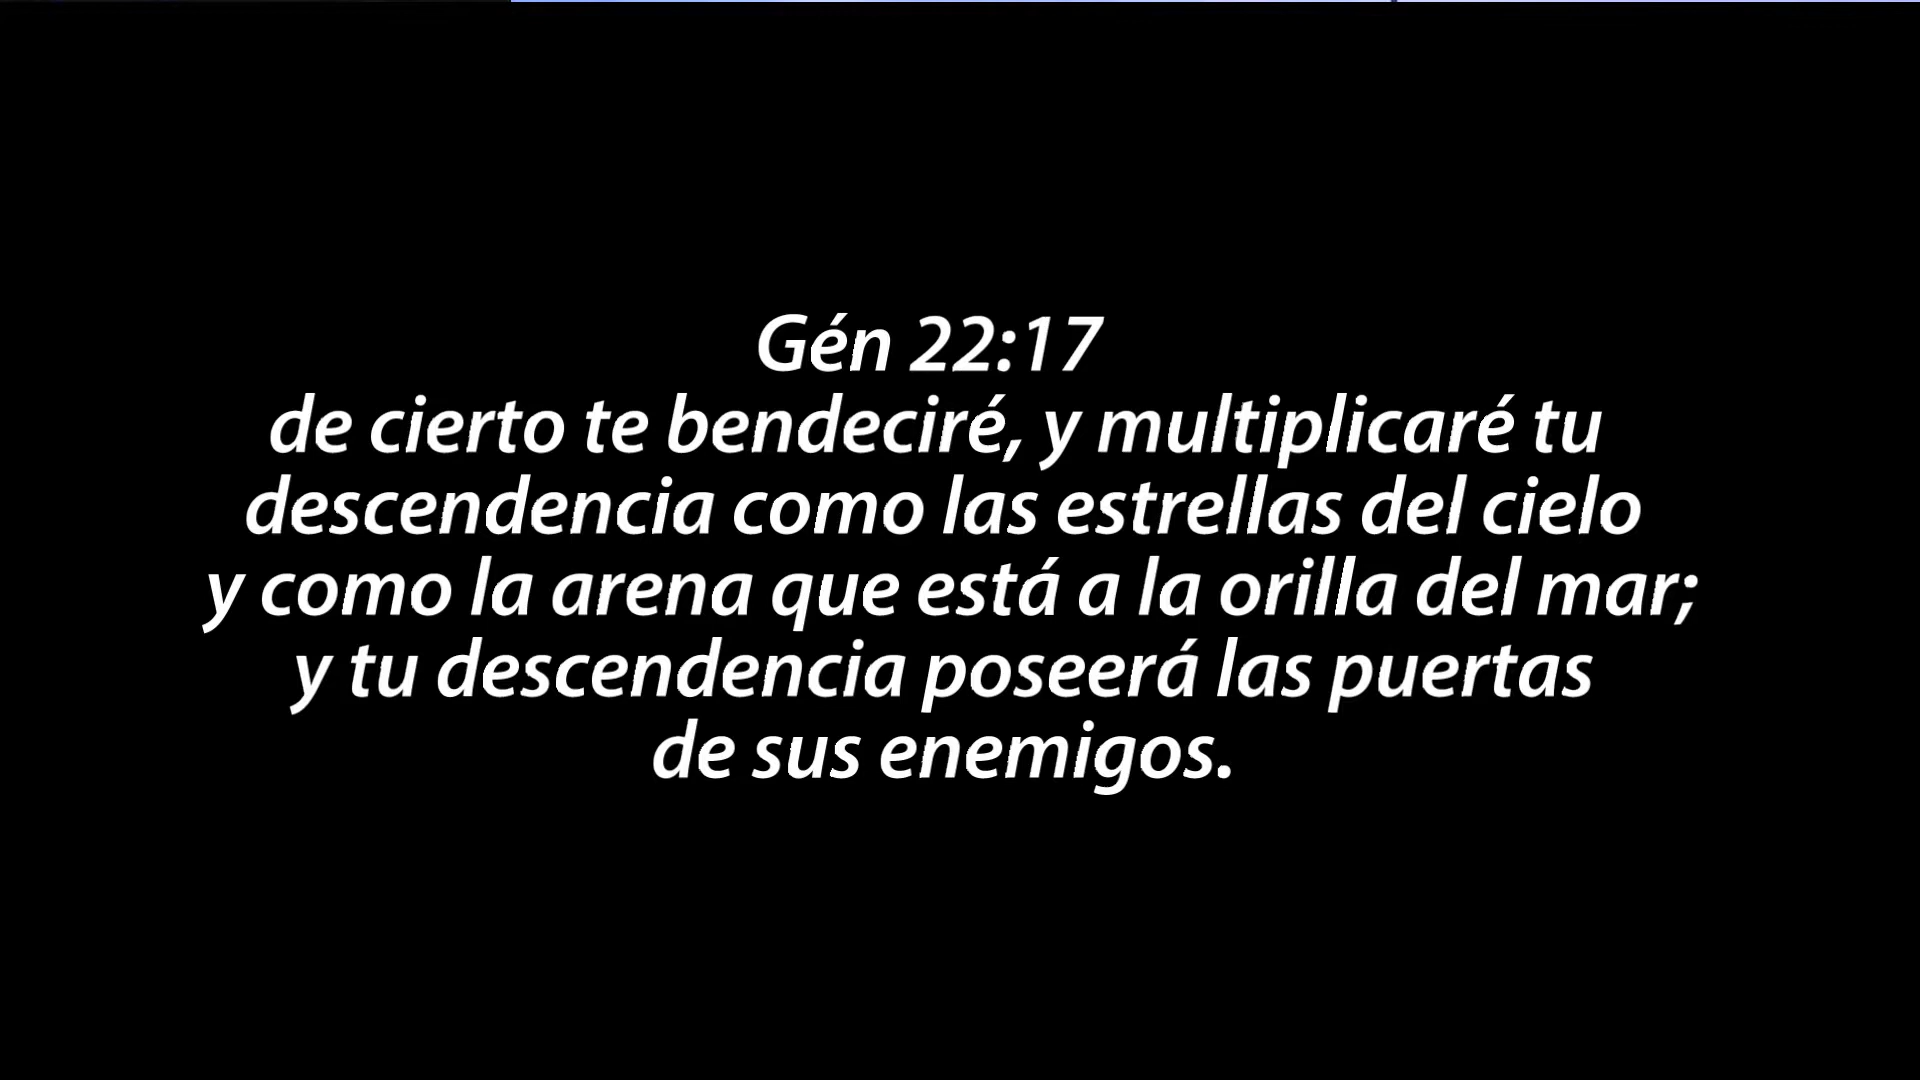 Gén 22:17
de cierto te bendeciré, y multiplicaré tu
descendencia como las estrellas del cielo
y como la arena que está a la orilla del mar;
y tu descendencia poseerá las puertas
de sus enemigos.